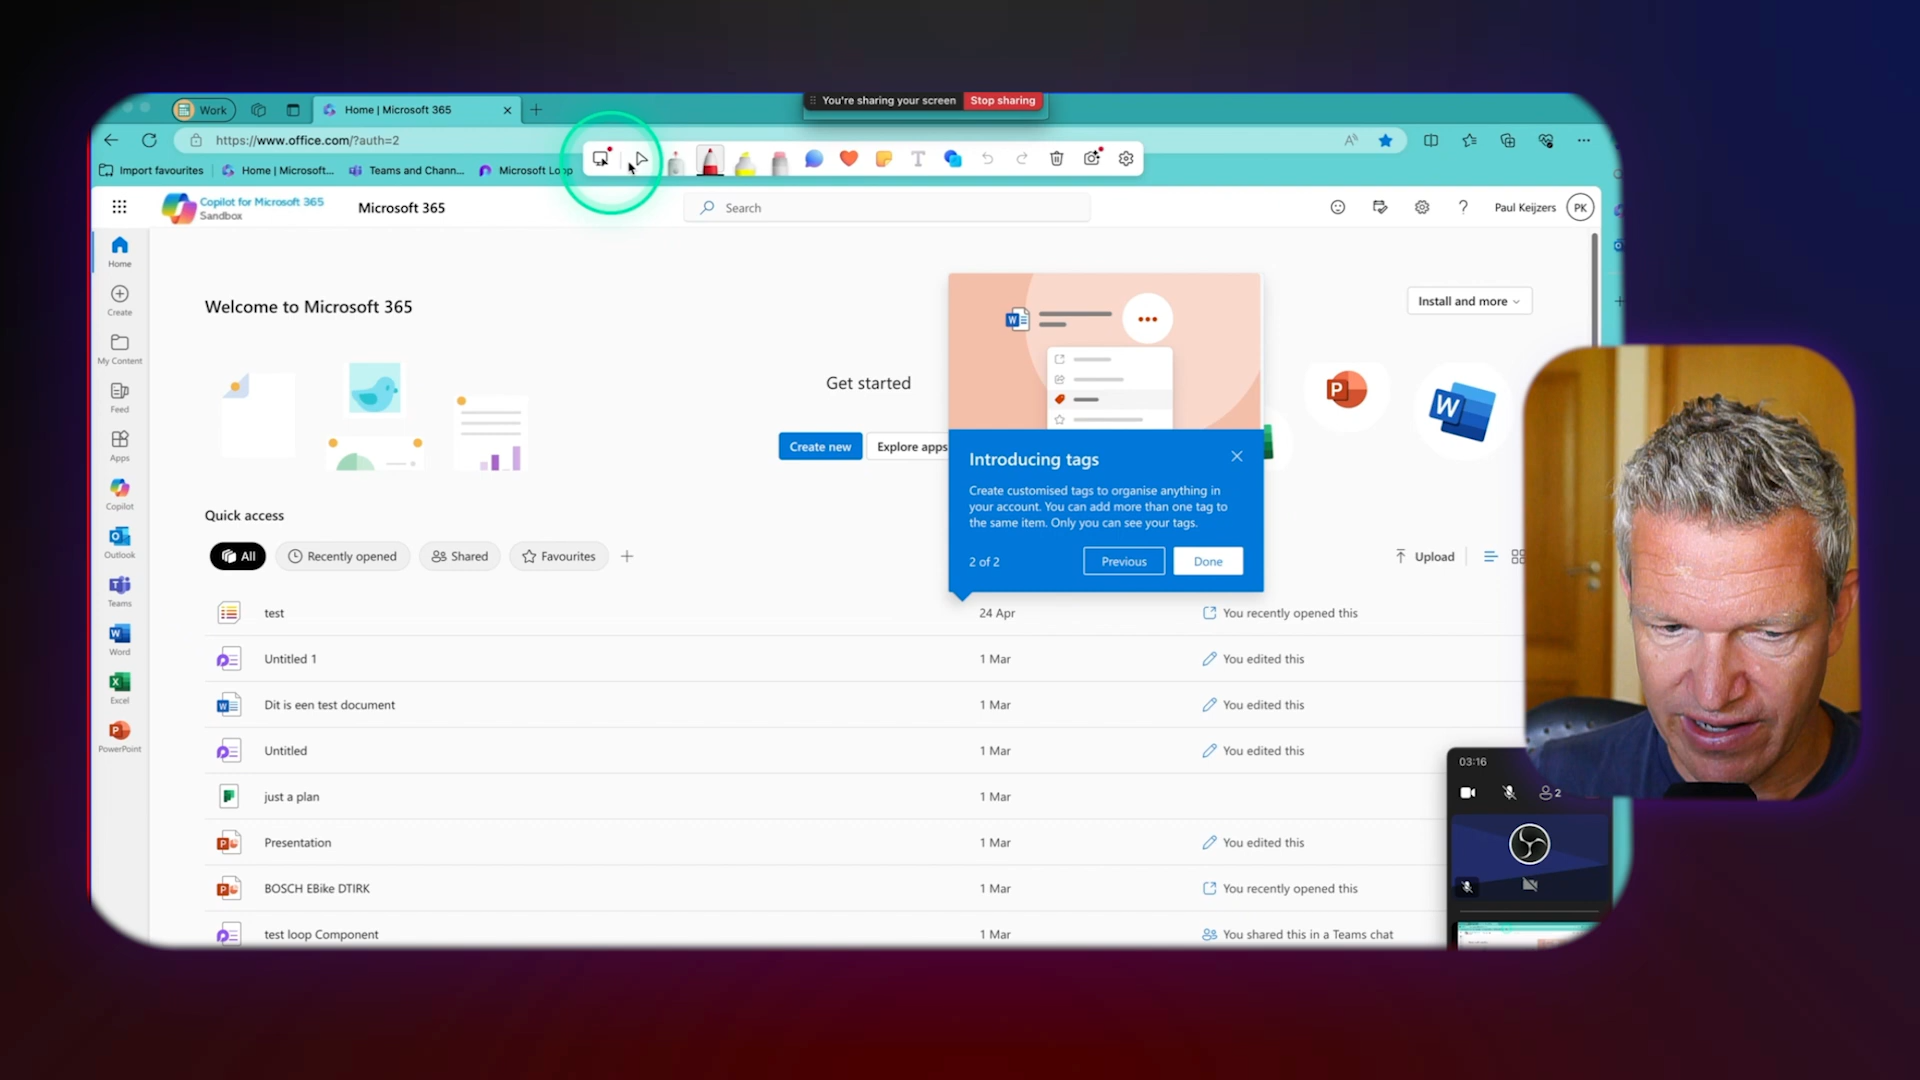 Work
Home | Microsoft 365
You're sharing your screen
Stop sharing
https://www.office.com/?auth=2
Import favourites
Home | Microsoft...
Teams and Chann...
Microsoft Loop
T
Copilot for Microsoft 365
Sandbox
Microsoft 365
Search
Paul Keijzers
PK
Home
Create
My Content
Feed
Apps
Copilot
Outlook
Teams
Word
Excel
PowerPoint
Welcome to Microsoft 365
Install and more
Get started
Create new
Explore apps
W
P
W
Introducing tags
Create customised tags to organise anything in
your account. You can add more than one tag to
the same item. Only you can see your tags.
2 of 2
Previous
Done
Quick access
All
Recently opened
Shared
Favourites
Upload
test
24 Apr
You recently opened this
Untitled 1
1 Mar
You edited this
Dit is een test document
1 Mar
You edited this
Untitled
1 Mar
You edited this
just a plan
1 Mar
Presentation
1 Mar
You edited this
BOSCH EBike DTIRK
1 Mar
You recently opened this
test loop Component
1 Mar
You shared this in a Teams chat
03:16
2